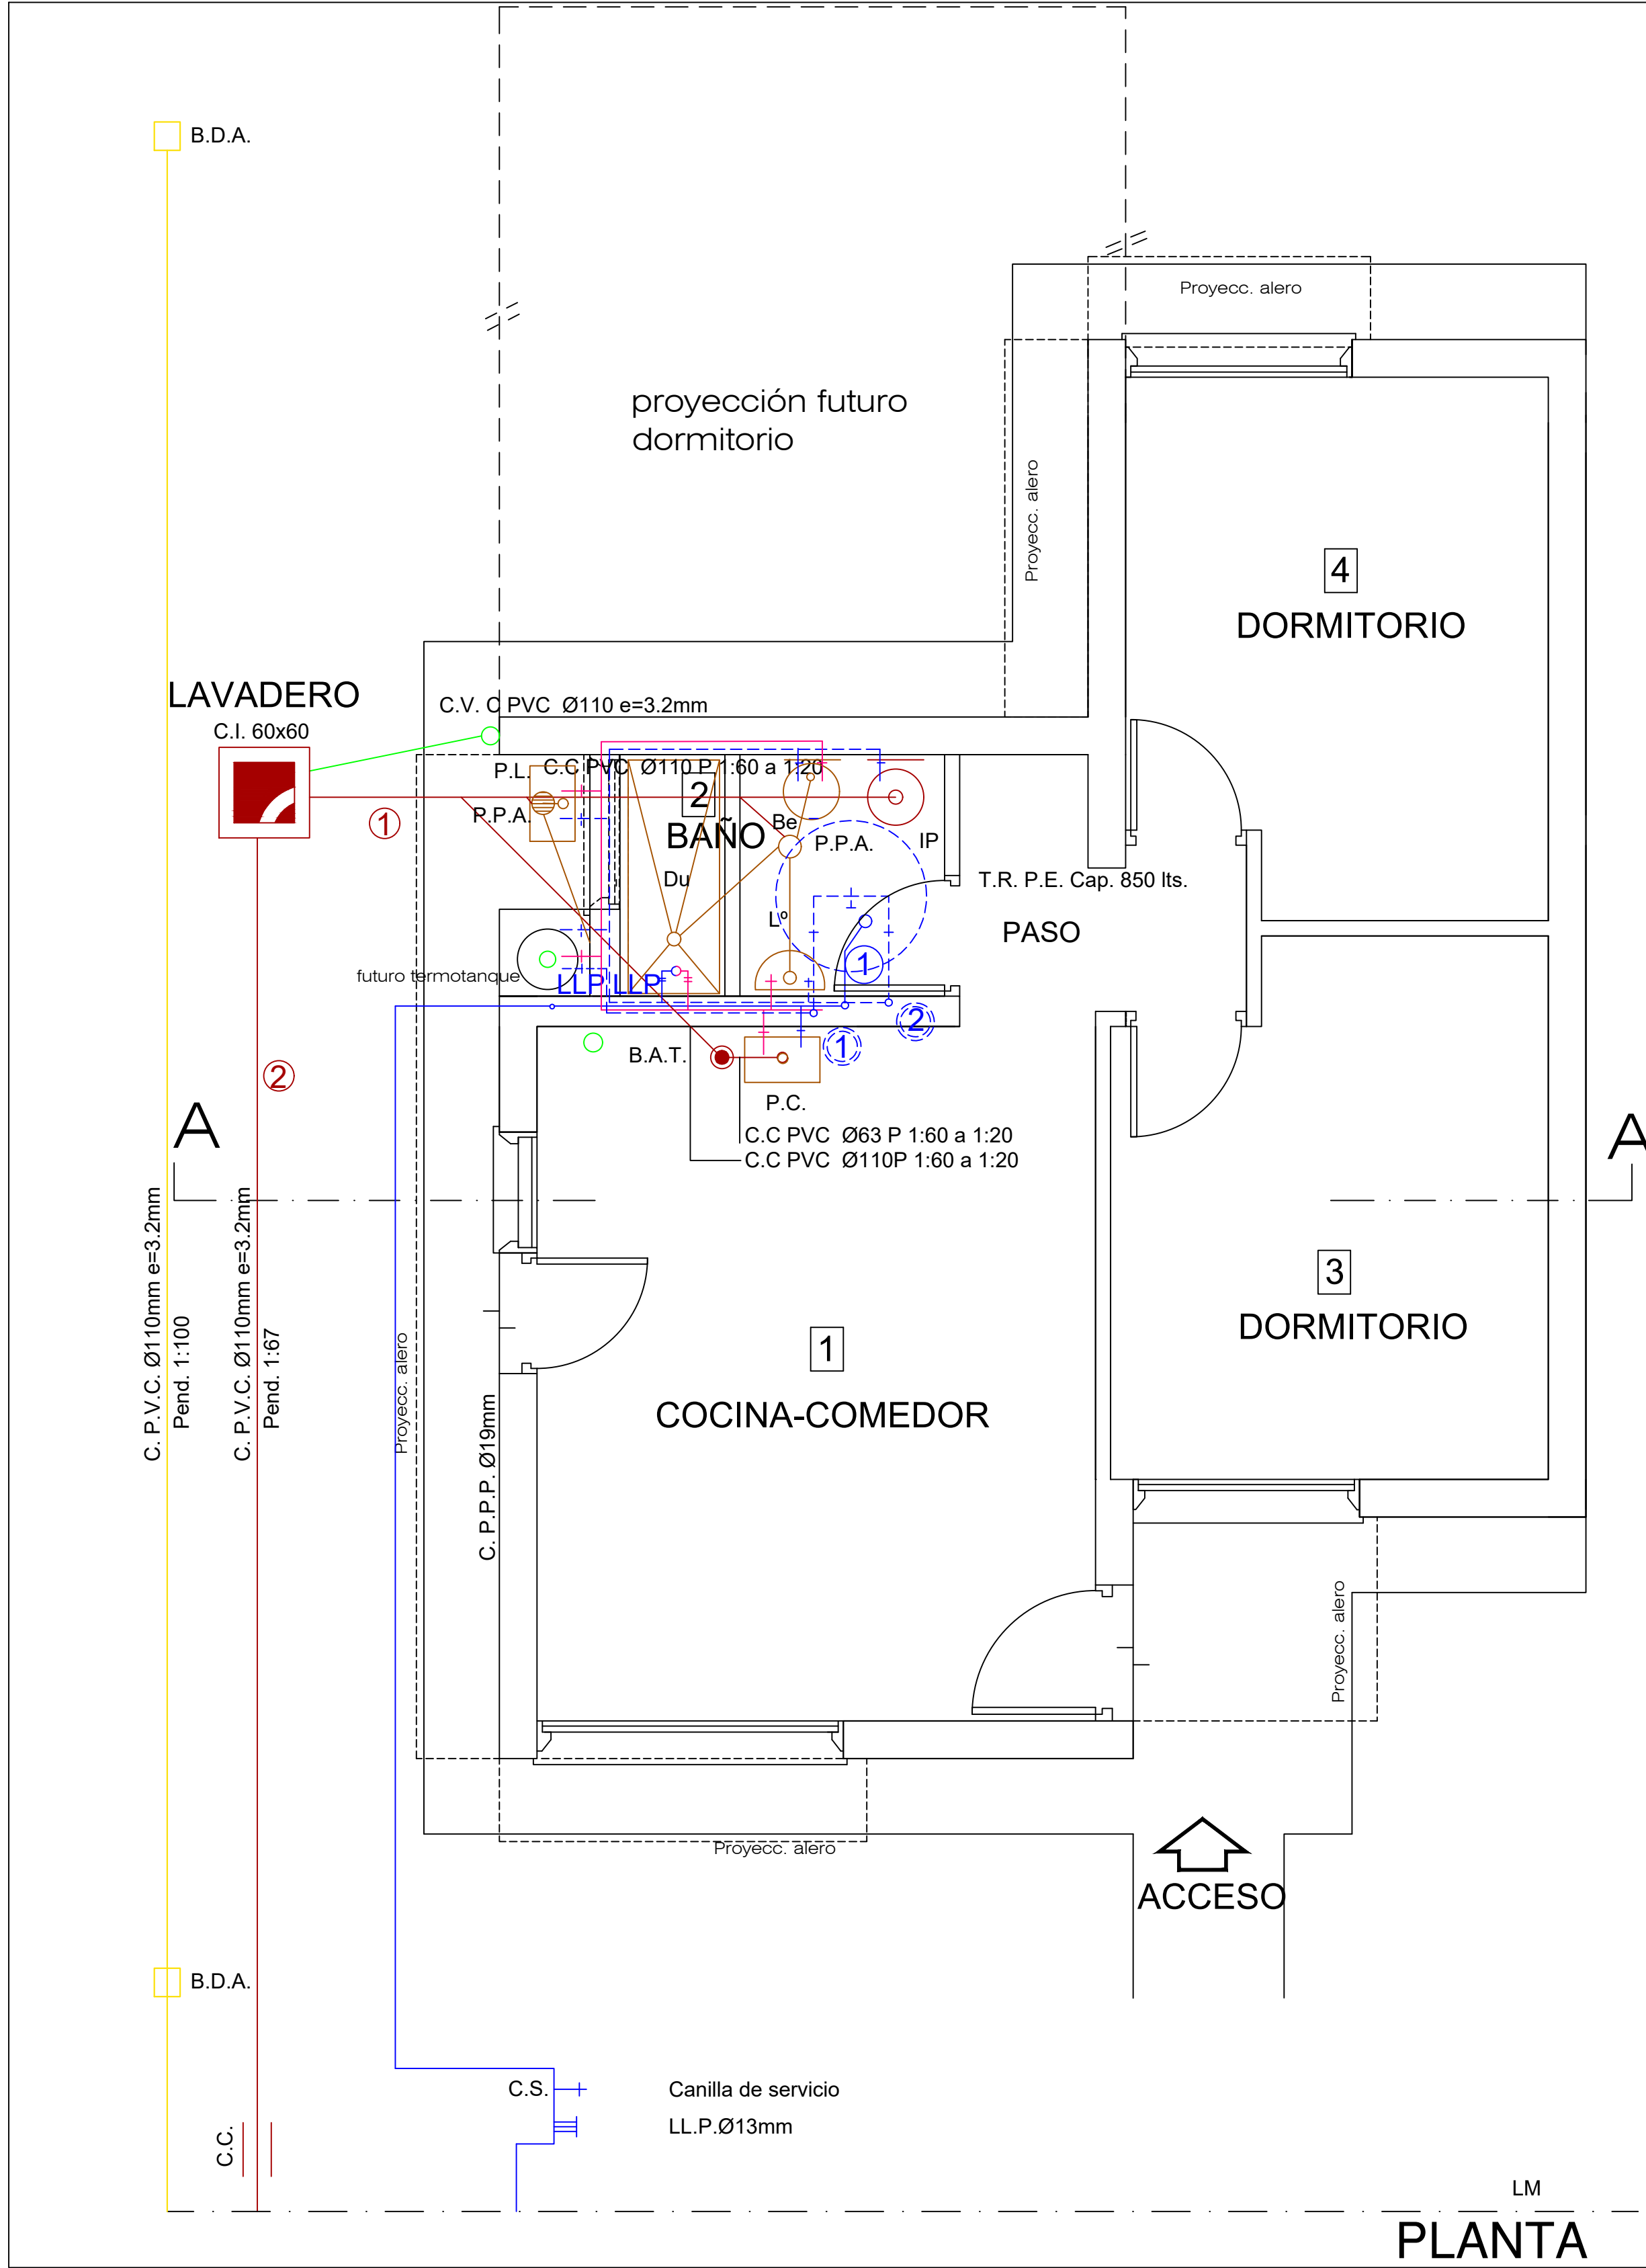 B.D.A.
Proyecc. alero
proyección futuro
dormitorio
Proyecc. alero
4
DORMITORIO
LAVADERO
C.I. 60x60
C.V. C PVC Ø110 e=3.2mm
P.L.
C.C PVC Ø110 P 1:60 a 1:20
2
BAÑO
P.P.A.
1
Be
P.P.A.
IP
Du
T.R. P.E. Cap. 850 lts.
Lº
PASO
1
futuro termotanque
LLP LLP
2
1
B.A.T.
2
P.C.
A
A
C.C PVC Ø63 P 1:60 a 1:20
C.C PVC Ø110P 1:60 a 1:20
C. P.V.C. Ø110mm e=3.2mm
Pend. 1:100
C. P.V.C. Ø110mm e=3.2mm
Pend. 1:67
Proyecc. alero
C. P.P.P. Ø19mm
3
DORMITORIO
1
COCINA-COMEDOR
Proyecc. alero
Proyecc. alero
ACCESO
B.D.A.
C.S.
Canilla de servicio
LL.P.Ø13mm
C.C.
LM
PLANTA